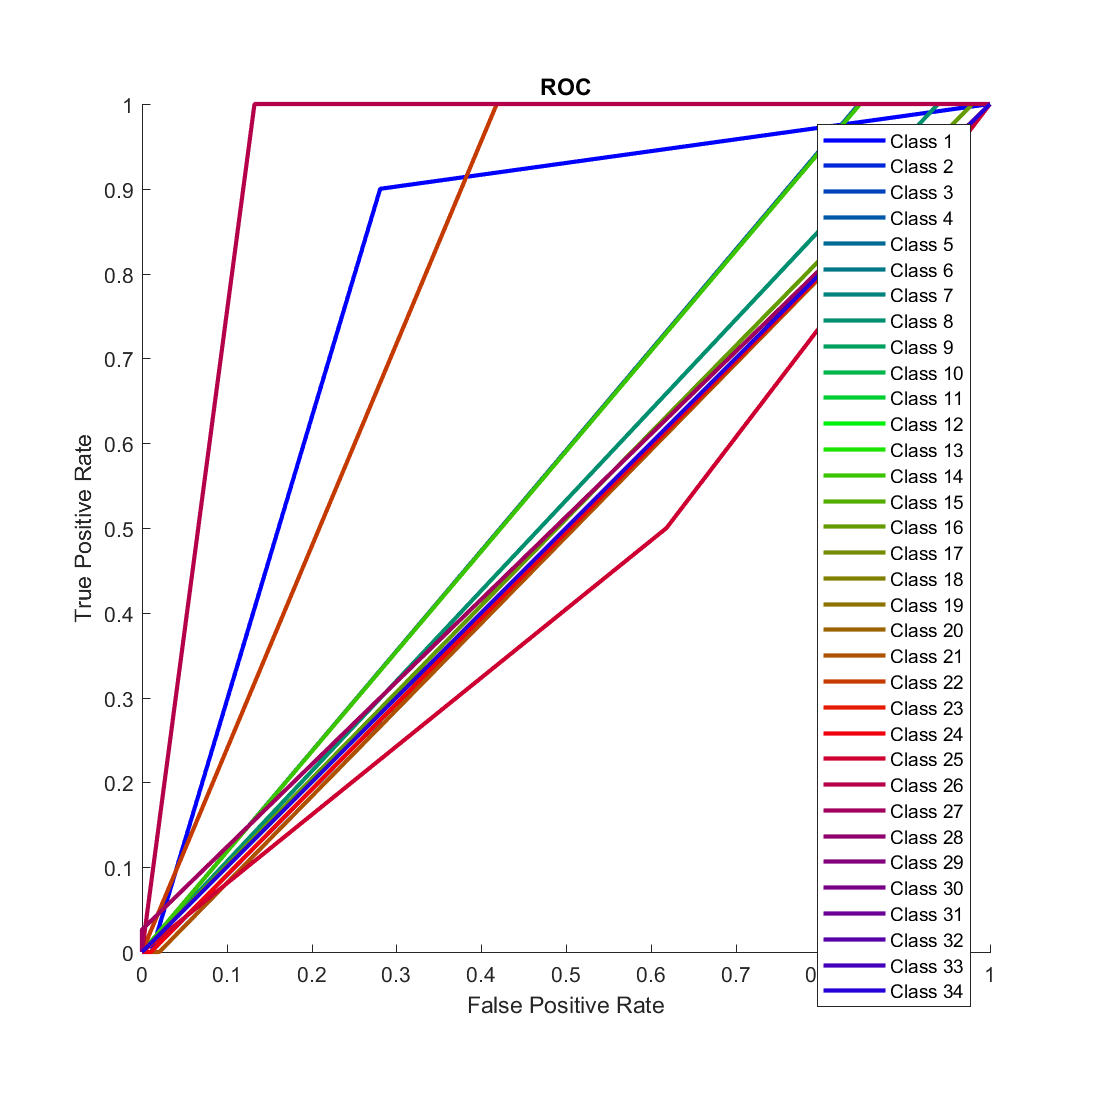 ROC
1
0.9
0.8
0.7
0.6
0.5
0.4
0.3
0.2
0.1
0
True Positive Rate
Class 1
Class 2
Class 3
Class 4
Class 5
Class 6
Class 7
Class 8
Class 9
Class 10
Class 11
Class 12
Class 13
Class 14
Class 15
Class 16
Class 17
Class 18
Class 19
Class 20
Class 21
Class 22
Class 23
Class 24
Class 25
Class 26
Class 27
Class 28
Class 29
Class 30
Class 31
Class 32
Class 33
Class 34
0 0.1 0.2 0.3 0.4 0.5 0.6 0.7 1
False Positive Rate